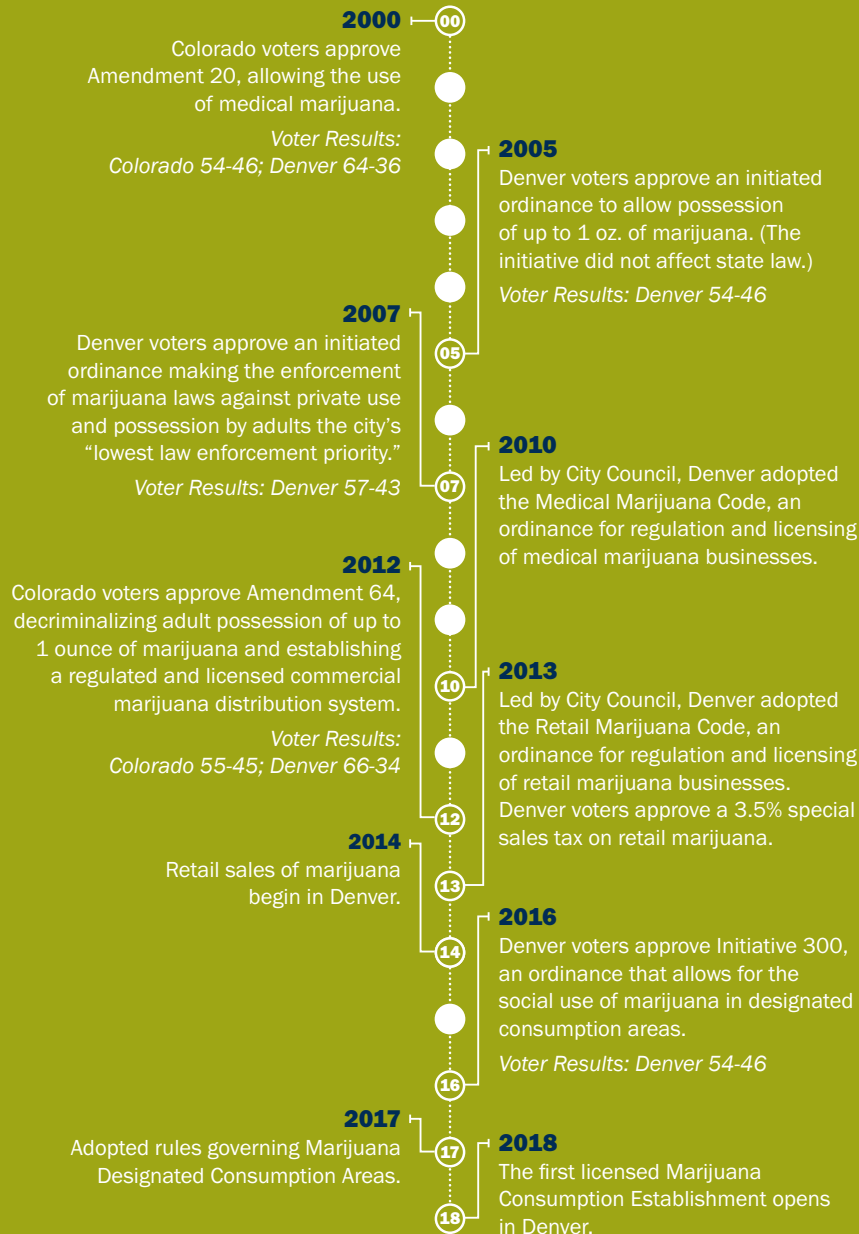 2000
00
Colorado voters approve
Amendment 20, allowing the use
of medical marijuana.
Voter Results:
Colorado 54-46; Denver 64-36
2005
Denver voters approve an initiated
ordinance to allow possession
of up to 1 oz. of marijuana. (The
initiative did not affect state law.)
Voter Results: Denver 54-46
05
2007
Denver voters approve an initiated
ordinance making the enforcement
of marijuana laws against private use
and possession by adults the city’s
“lowest law enforcement priority.”
Voter Results: Denver 57-43
07
2010
Led by City Council, Denver adopted
the Medical Marijuana Code, an
ordinance for regulation and licensing
of medical marijuana businesses.
10
2012
Colorado voters approve Amendment 64,
decriminalizing adult possession of up to
1 ounce of marijuana and establishing
a regulated and licensed commercial
marijuana distribution system.
Voter Results:
Colorado 55-45; Denver 66-34
12
2013
Led by City Council, Denver adopted
the Retail Marijuana Code, an
ordinance for regulation and licensing
of retail marijuana businesses.
Denver voters approve a 3.5% special
sales tax on retail marijuana.
13
2014
Retail sales of marijuana
begin in Denver.
14
2016
Denver voters approve Initiative 300,
an ordinance that allows for the
social use of marijuana in designated
consumption areas.
Voter Results: Denver 54-46
16
2017
Adopted rules governing Marijuana
Designated Consumption Areas.
17
2018
The first licensed Marijuana
Consumption Establishment opens
in Denver.
18